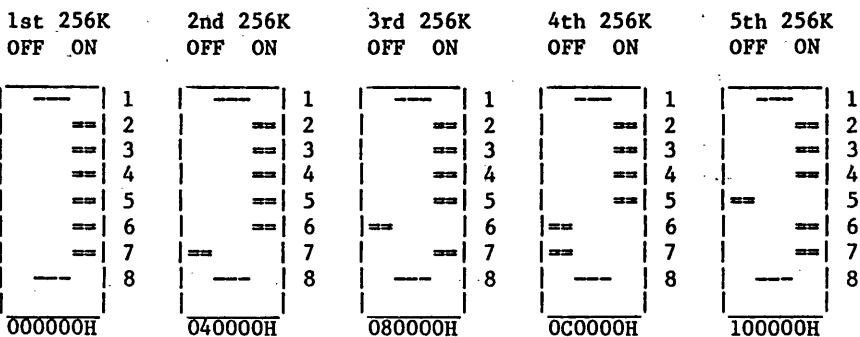 1st 256K 2nd 256K 3rd 256K 4th 256K 5th 256K
OFF ON OFF ON OFF ON OFF ON OFF ON
| --- | 1 | --- | 1 | --- | 1 | --- | 1 | --- | 1
| ==| 2 | ==| 2 | ==| 2 | ==| 2 | ==| 2
| ==| 3 | ==| 3 | ==| 3 | ==| 3 | ==| 3
| ==| 4 | ==| 4 | ==| 4 | ==| 4 | ==| 4
| ==| 5 | ==| 5 | ==| 5 | ==| 5 |== | 5
| ==| 6 | ==| 6 |== | 6 |== | 6 | ==| 6
| ==| 7 |== | 7 | ==| 7 |== | 7 | ==| 7
| --- | 8 | --- | 8 | --- | 8 | --- | 8 | --- | 8
000000H 040000H 080000H 0C0000H 100000H